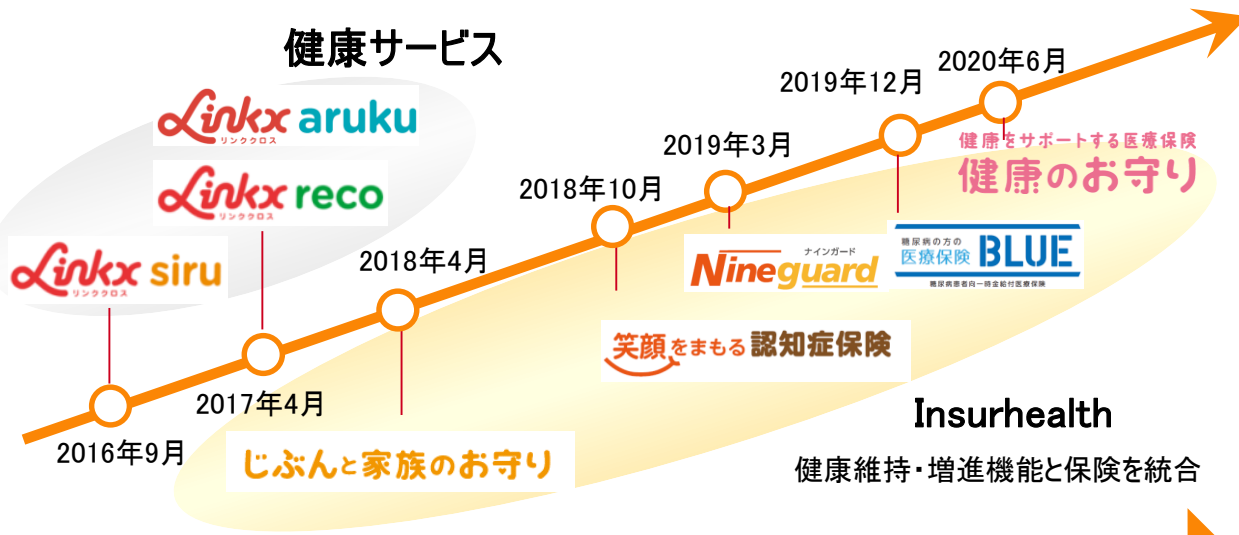 健康サービス
Linkx aruku
リンククロス
Linkx reco
リンククロス
Linkx siru
リンククロス
2016年9月
2017年4月
2018年4月
じぶんと家族のお守り
2018年10月
笑顔をまもる認知症保険
2019年3月
ナインガード
Nineguard
2019年12月
糖尿病の方の
医療保険 BLUE
糖尿病患者向一時金給付医療保険
2020年6月
健康をサポートする医療保険
健康のお守り
Insurhealth
健康維持・増進機能と保険を統合